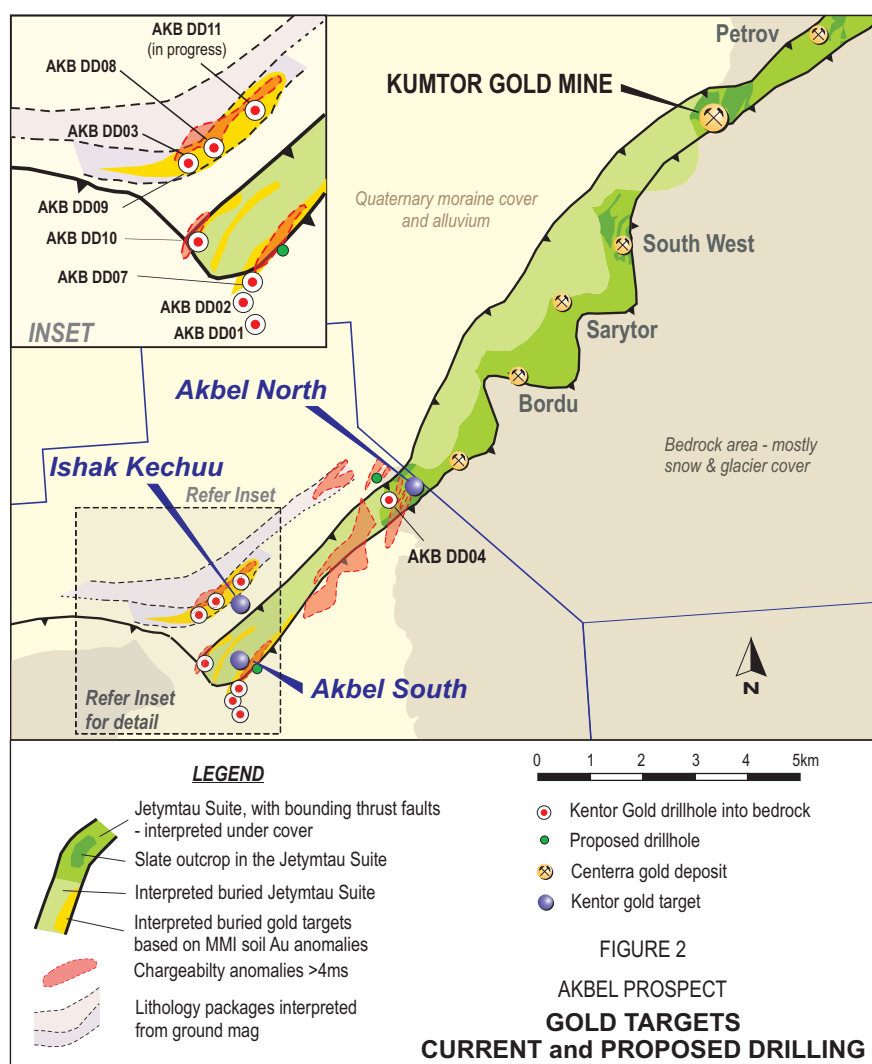 AKB DD11
(in progress)
AKB DD08
AKB DD03
AKB DD09
AKB DD10
AKB DD07
AKB DD02
AKB DD01
INSET
Petrov
KUMTOR GOLD MINE
Quaternary moraine cover
and alluvium
South West
Sarytor
Bordu
Akbel North
Ishak Kechuu
Refer Inset
Bedrock area - mostly
snow & glacier cover
AKB DD04
Akbel South
Refer Inset
for detail
N
LEGEND
Jetymtau Suite, with bounding thrust faults
- interpreted under cover
Slate outcrop in the Jetymtau Suite
Interpreted buried Jetymtau Suite
Interpreted buried gold targets
based on MMI soil Au anomalies
Chargeabilty anomalies >4ms
Lithology packages interpreted
from ground mag
0 1 2 3 4 5km
Kentor Gold drillhole into bedrock
Proposed drillhole
Centerra gold deposit
Kentor gold target
FIGURE 2
AKBEL PROSPECT
GOLD TARGETS
CURRENT and PROPOSED DRILLING